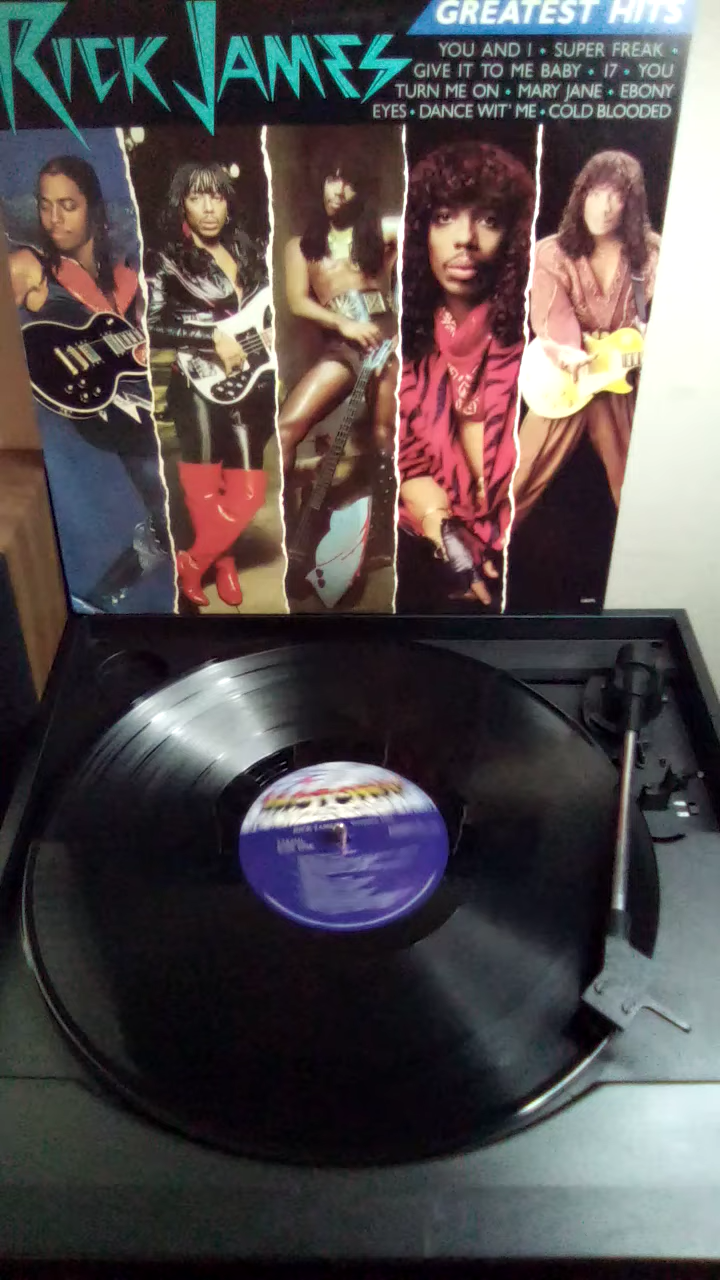 RICK JAMES
GREATEST HITS
YOU AND I • SUPER FREAK •
GIVE IT TO ME BABY • 17 • YOU
TURN ME ON • MARY JANE • EBONY
EYES • DANCE WIT' ME • COLD BLOODED
MOTOWN
RICK JAMES